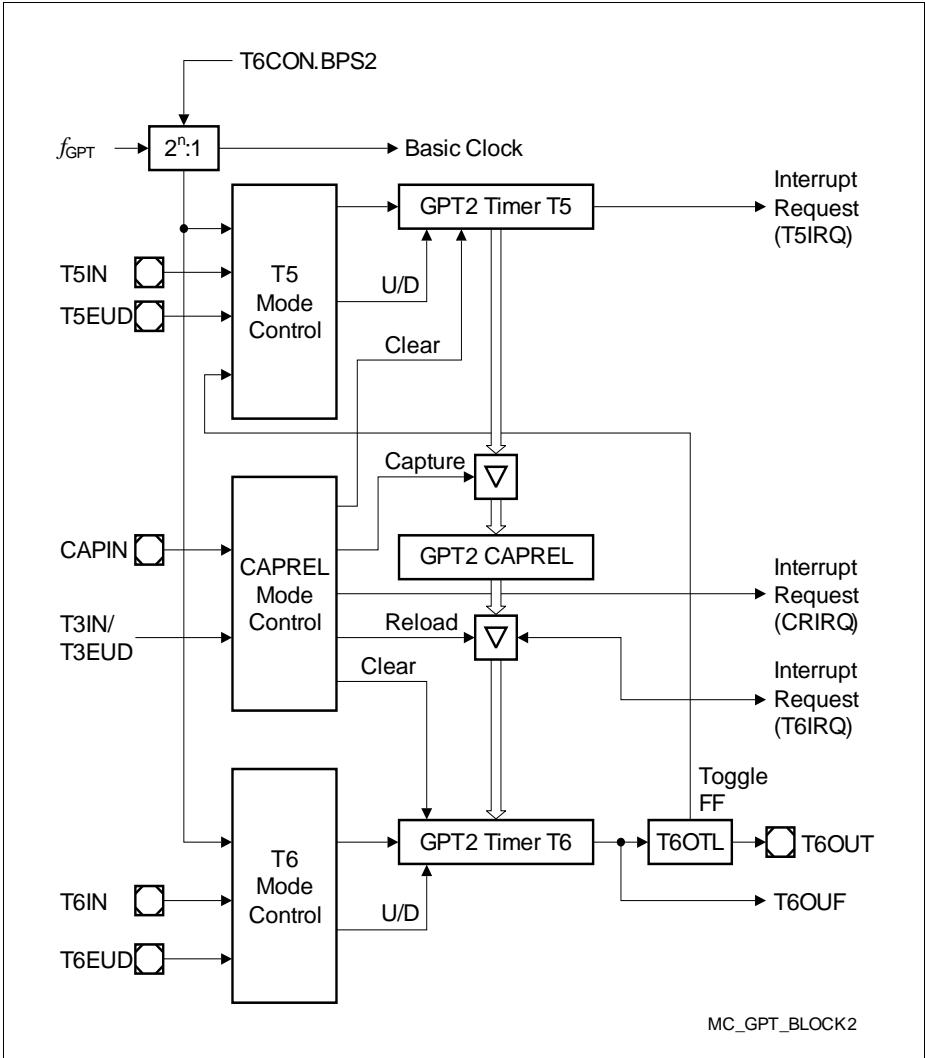 T6CON.BPS2
fGPT
2n:1
Basic Clock
GPT2 Timer T5
Interrupt
Request
(T5IRQ)
T5IN
T5
Mode
Control
U/D
T5EUD
Clear
Capture
CAPIN
CAPREL
Mode
Control
GPT2 CAPREL
Interrupt
Request
(CRIRQ)
T3IN/
T3EUD
Reload
Clear
Interrupt
Request
(T6IRQ)
Toggle
FF
GPT2 Timer T6
T6OTL
T6OUT
T6
Mode
Control
T6IN
U/D
T6OUF
T6EUD
MC_GPT_BLOCK2